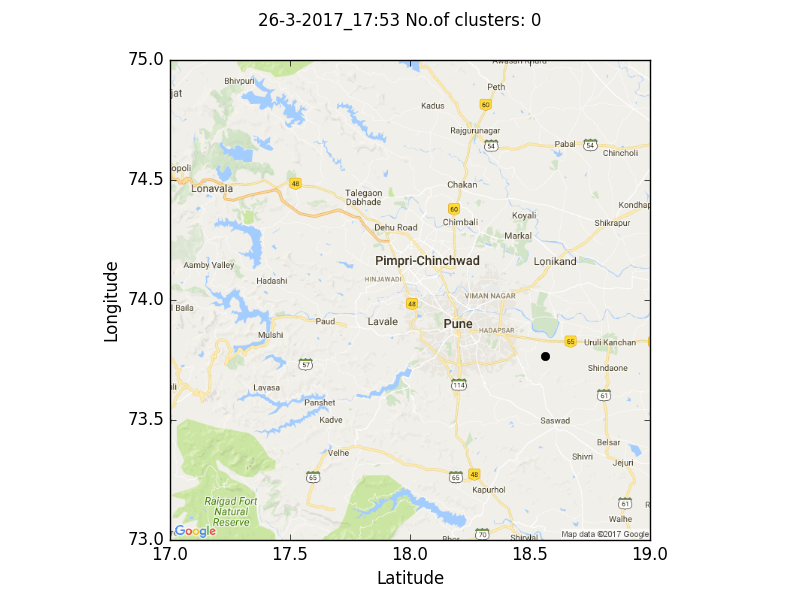 26-3-2017_17:53 No.of clusters: 0
75.0
74.5
74.0
73.5
73.0
17.0
17.5
18.0
18.5
19.0
Longitude
Latitude
Bhivpuri
Peth
60
Kadus
Rajgurunagar
54
Pabal
54
Chincholi
48
Lonavala
Chakan
Talegaon
Dabhade
60
Koyali
Chimbali
Shikrapur
Dehu Road
Markal
Pimpri-Chinchwad
Lonikand
Aamby Valley
HINJAWADI
Hadashi
VIMAN NAGAR
48
Paud
Lavale
Pune
HADAPSAR
Mulshi
65
Uruli Kanchan
57
Shindaone
114
Lavasa
61
Panshet
Kadve
Saswad
Belsar
Velhe
Shivri
Jejuri
65
65
48
Kapurhol
Raigad Fort
Natural
Reserve
61
Walhe
Google
70
Map data ©2017 Google